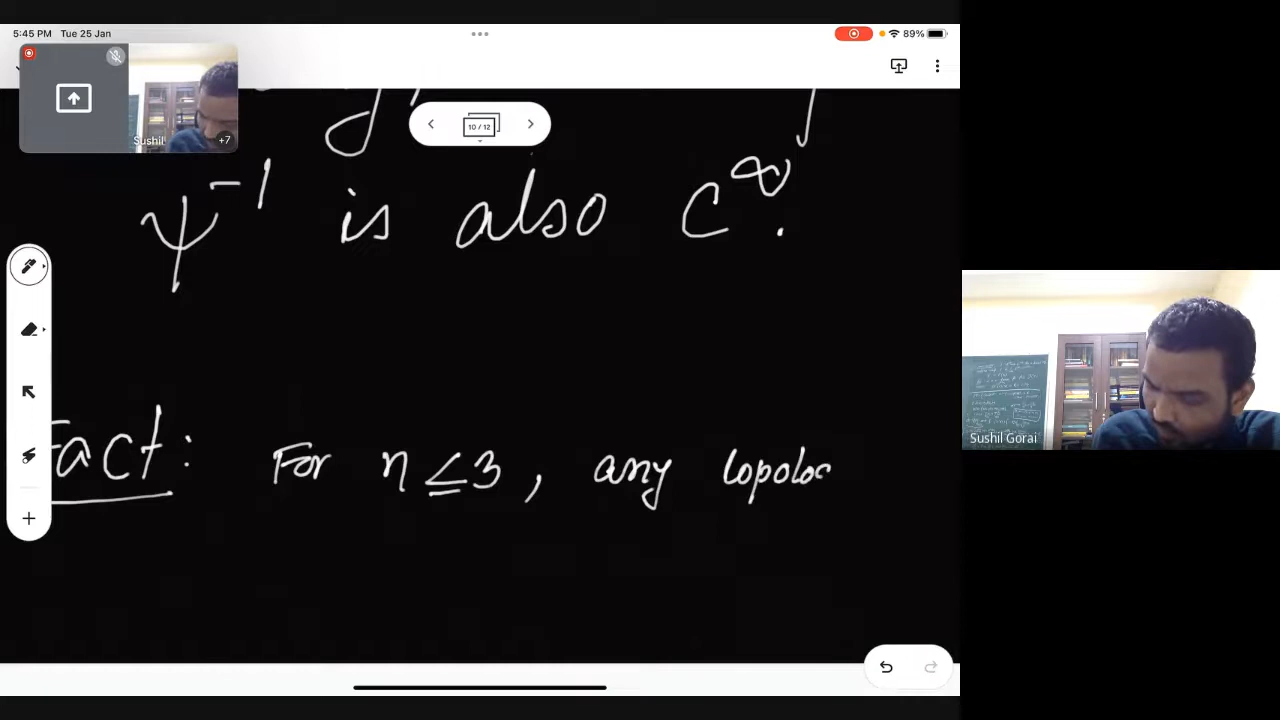 5:45 PM Tue 25 Jan
89%
Sushil
+7
10 / 12
ψ⁻¹ is also C^∞.
Fact: For n ≤ 3, any topoloc
Sushil Gorai